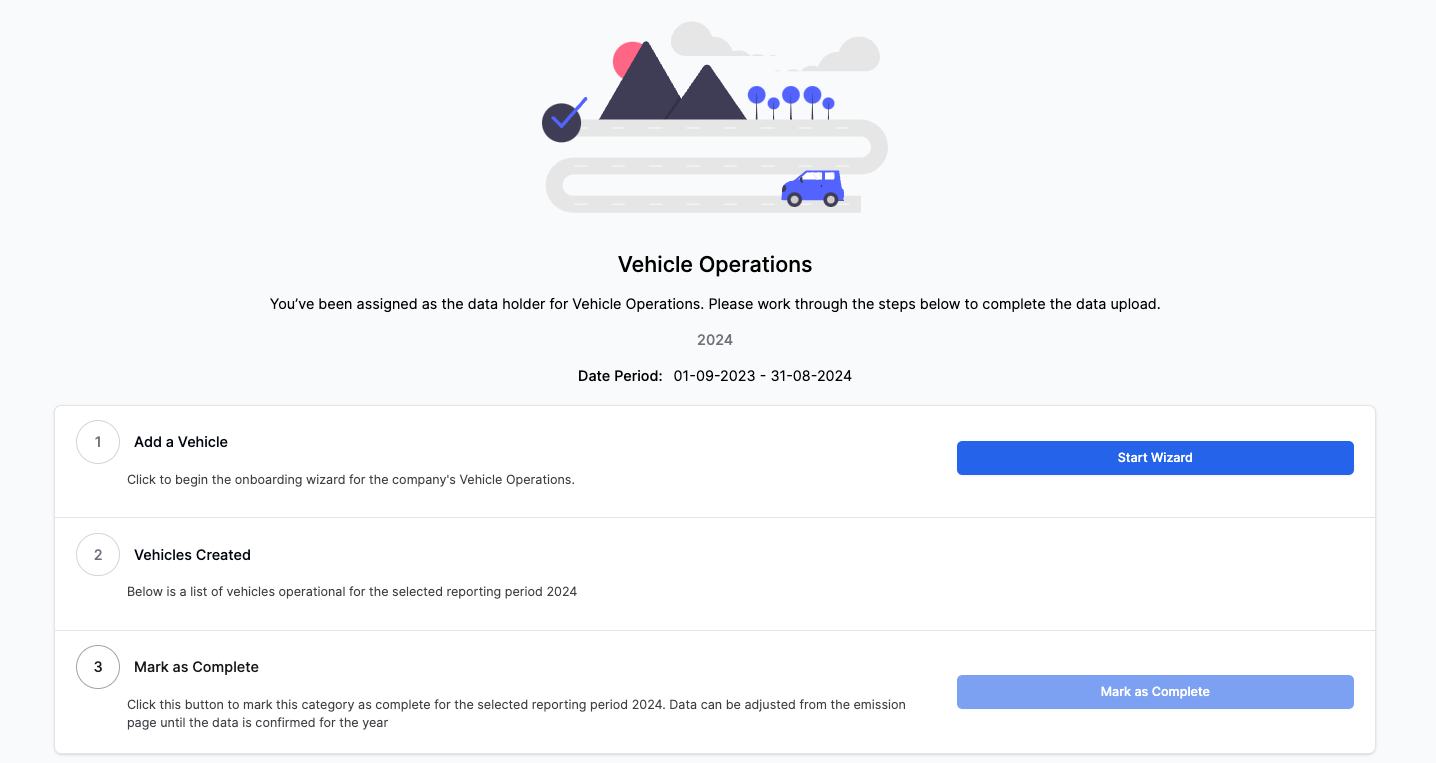 Vehicle Operations
You’ve been assigned as the data holder for Vehicle Operations. Please work through the steps below to complete the data upload.
2024
Date Period: 01-09-2023 - 31-08-2024
1 Add a Vehicle
Click to begin the onboarding wizard for the company's Vehicle Operations.
Start Wizard
2 Vehicles Created
Below is a list of vehicles operational for the selected reporting period 2024
3 Mark as Complete
Click this button to mark this category as complete for the selected reporting period 2024. Data can be adjusted from the emission
page until the data is confirmed for the year
Mark as Complete